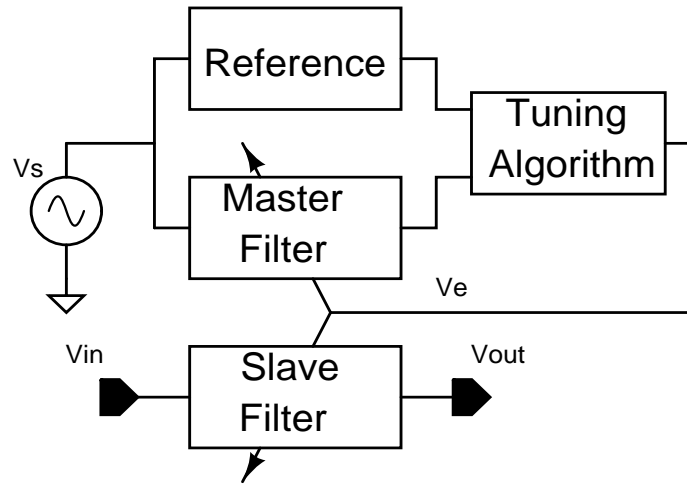 Reference
Tuning
Algorithm
Vs
Master
Filter
Ve
Vin
Slave
Filter
Vout